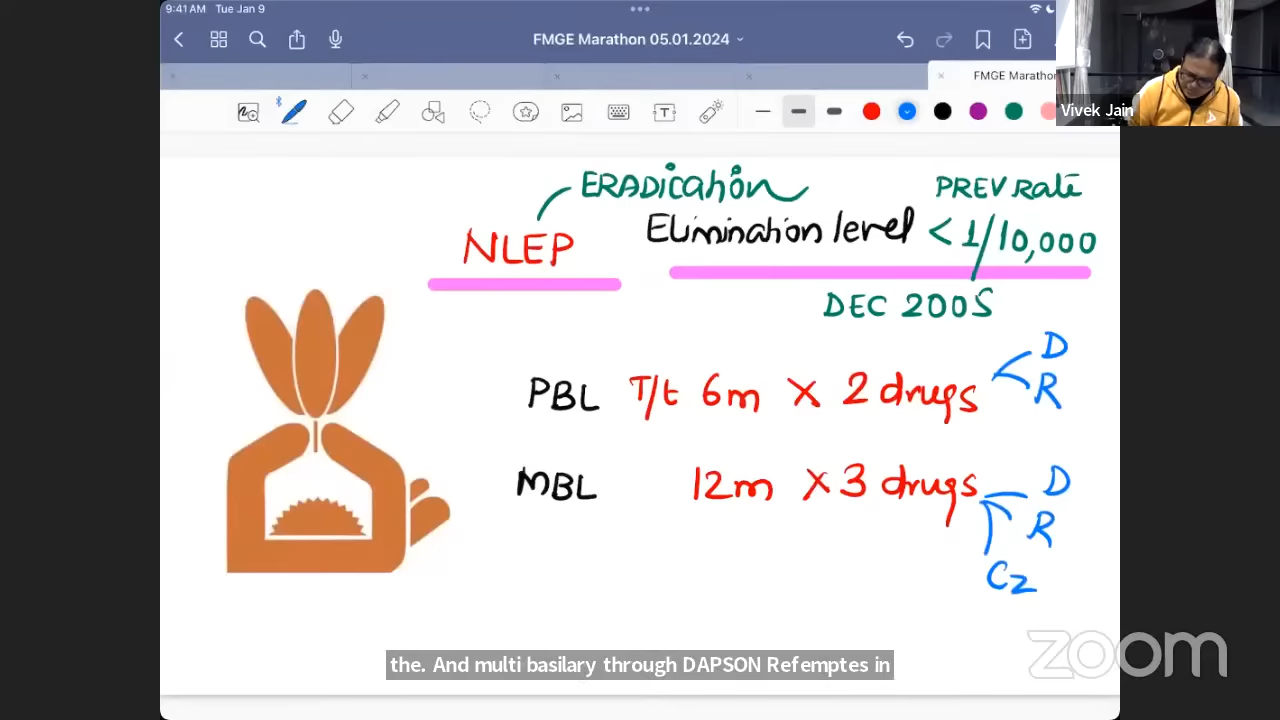 9:41 AM Tue Jan 9
FMGE Marathon 05.01.2024
FMGE Marathon
Vivek Jain
ERADICATION
PREV Rate
NLEP
Elimination level < 1/10,000
DEC 2005
PBL T/t 6m X 2 drugs D R
MBL 12m X 3 drugs D R Cz
the. And multi basilary through DAPSON Refemptes in
zoom